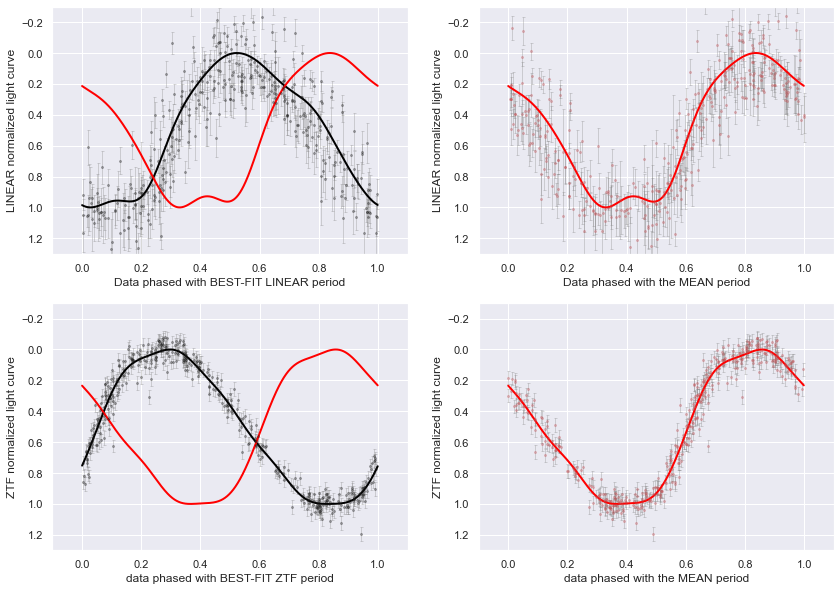 −0.2
0.0
0.2
0.4
0.6
0.8
1.0
1.2
LINEAR normalized light curve
0.0 0.2 0.4 0.6 0.8 1.0
Data phased with BEST-FIT LINEAR period
−0.2
0.0
0.2
0.4
0.6
0.8
1.0
1.2
LINEAR normalized light curve
0.0 0.2 0.4 0.6 0.8 1.0
Data phased with the MEAN period
−0.2
0.0
0.2
0.4
0.6
0.8
1.0
1.2
ZTF normalized light curve
0.0 0.2 0.4 0.6 0.8 1.0
data phased with BEST-FIT ZTF period
−0.2
0.0
0.2
0.4
0.6
0.8
1.0
1.2
ZTF normalized light curve
0.0 0.2 0.4 0.6 0.8 1.0
data phased with the MEAN period